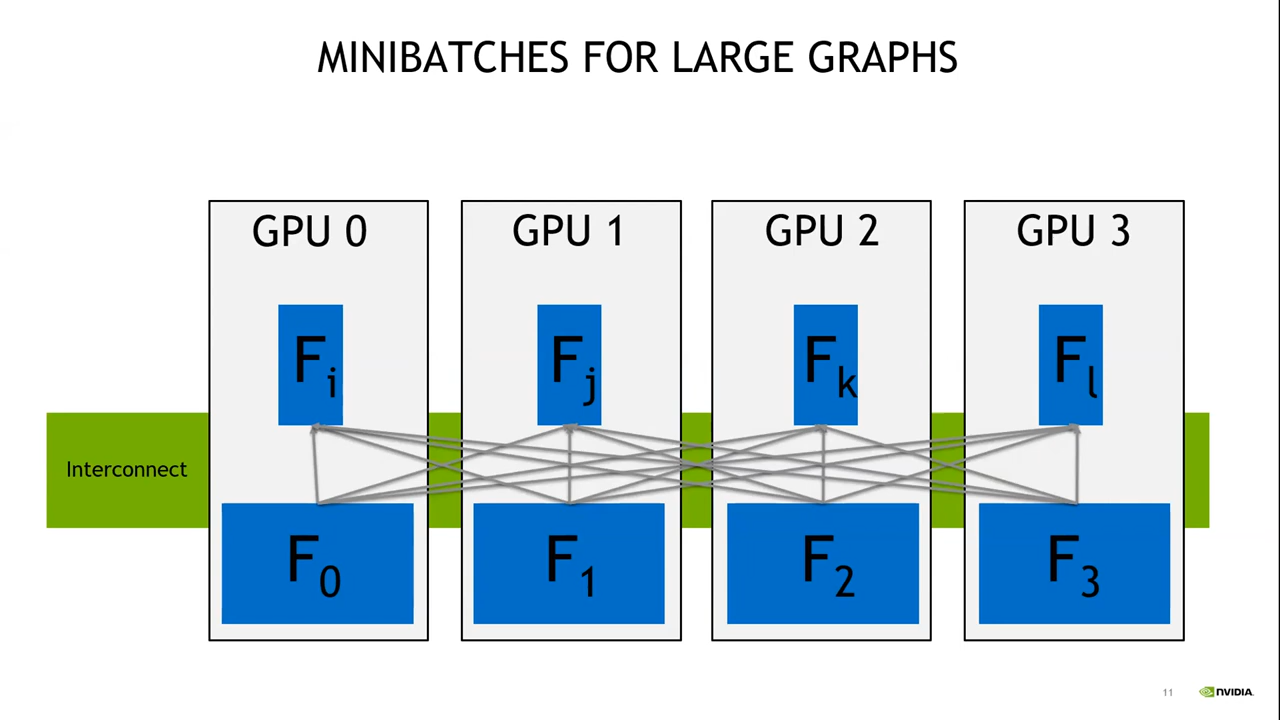 MINIBATCHES FOR LARGE GRAPHS
GPU 0
GPU 1
GPU 2
GPU 3
Fi
Fj
Fk
Fl
Interconnect
F0
F1
F2
F3
11
NVIDIA.